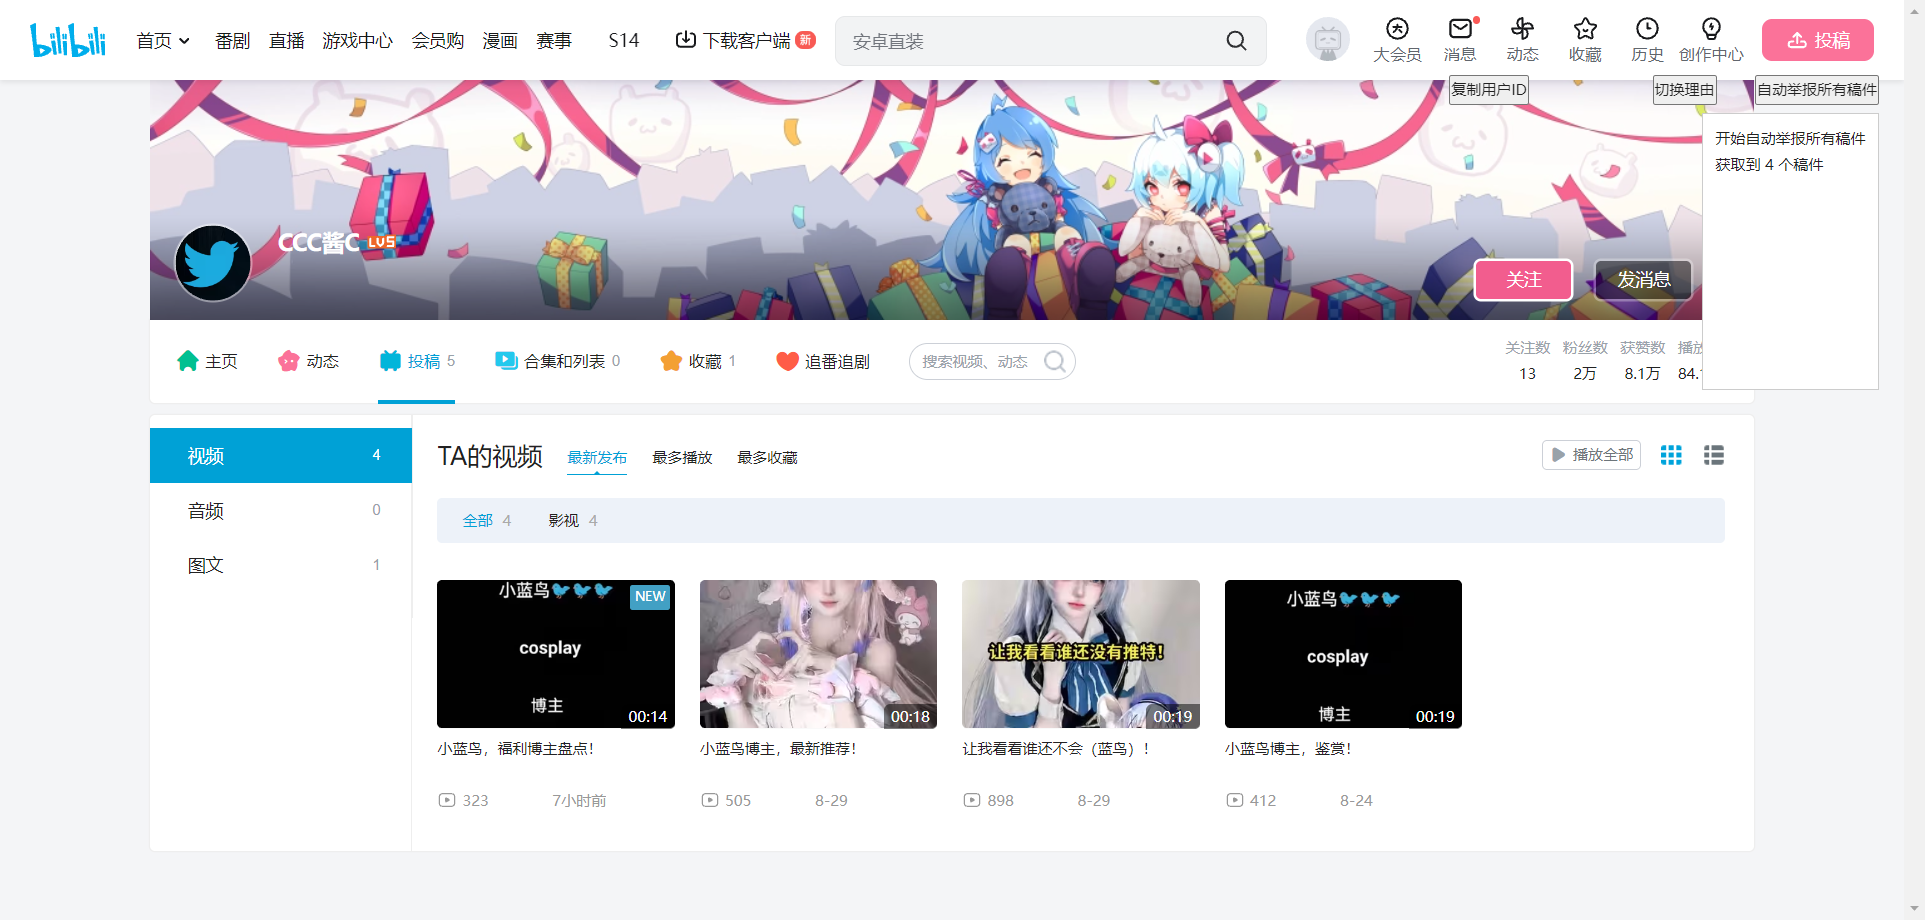 bilibili
首页
番剧
直播
游戏中心
会员购
漫画
赛事
S14
下载客户端
新
安卓直装
大会员
消息
动态
收藏
历史
创作中心
投稿
复制用户ID
切换理由
自动举报所有稿件
开始自动举报所有稿件
获取到 4 个稿件
CCC酱C LV5
关注
发消息
主页
动态
投稿 5
合集和列表 0
收藏 1
追番追剧
搜索视频、动态
关注数 粉丝数 获赞数 播放
13 2万 8.1万 84.
视频 4
音频 0
图文 1
TA的视频
最新发布
最多播放
最多收藏
播放全部
全部 4
影视 4
小蓝鸟🐦🐦🐦
NEW
cosplay
博主
00:14
小蓝鸟，福利博主盘点！
323
7小时前
00:18
小蓝鸟博主，最新推荐！
505
8-29
让我看看谁还没有推特！
00:19
让我看看谁还不会（蓝鸟）！
898
8-29
小蓝鸟🐦🐦🐦
cosplay
博主
00:19
小蓝鸟博主，鉴赏！
412
8-24